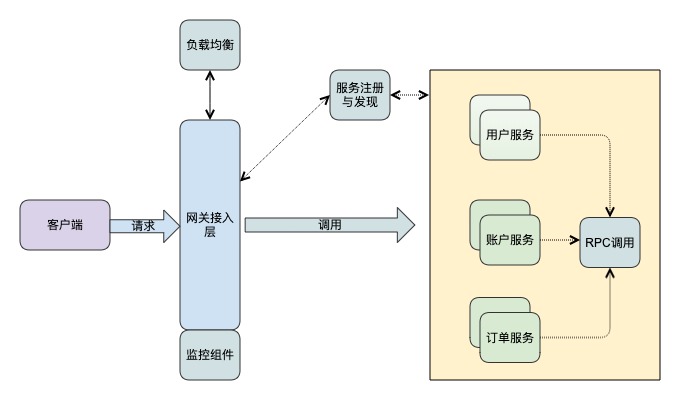 负载均衡
服务注册
与发现
用户服务
客户端
请求
网关接入
层
调用
账户服务
RPC调用
订单服务
监控组件